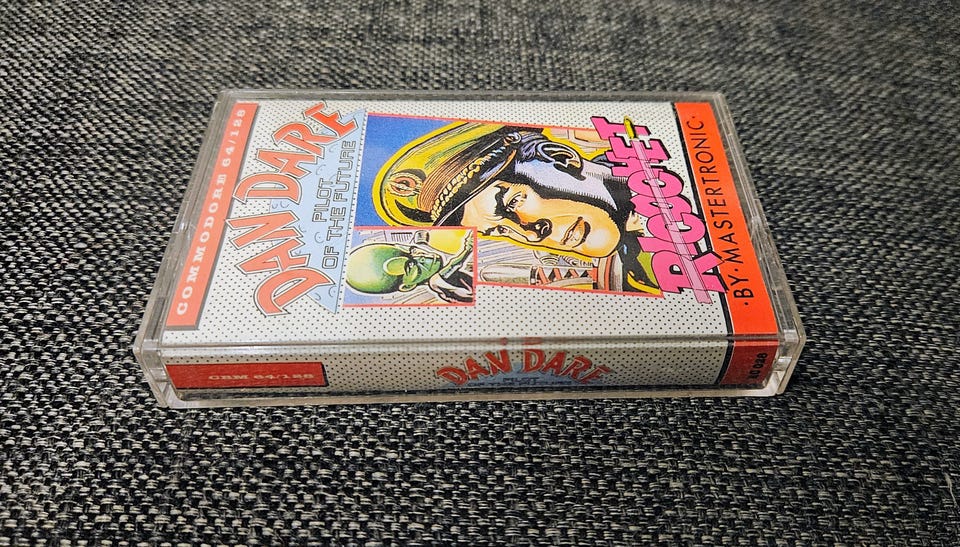 COMMODORE 64/128
DAN DARE
PILOT
OF THE FUTURE
RICOCHET
BY·MASTERTRONIC·
CBM 64/128
DAN DARE
PILOT